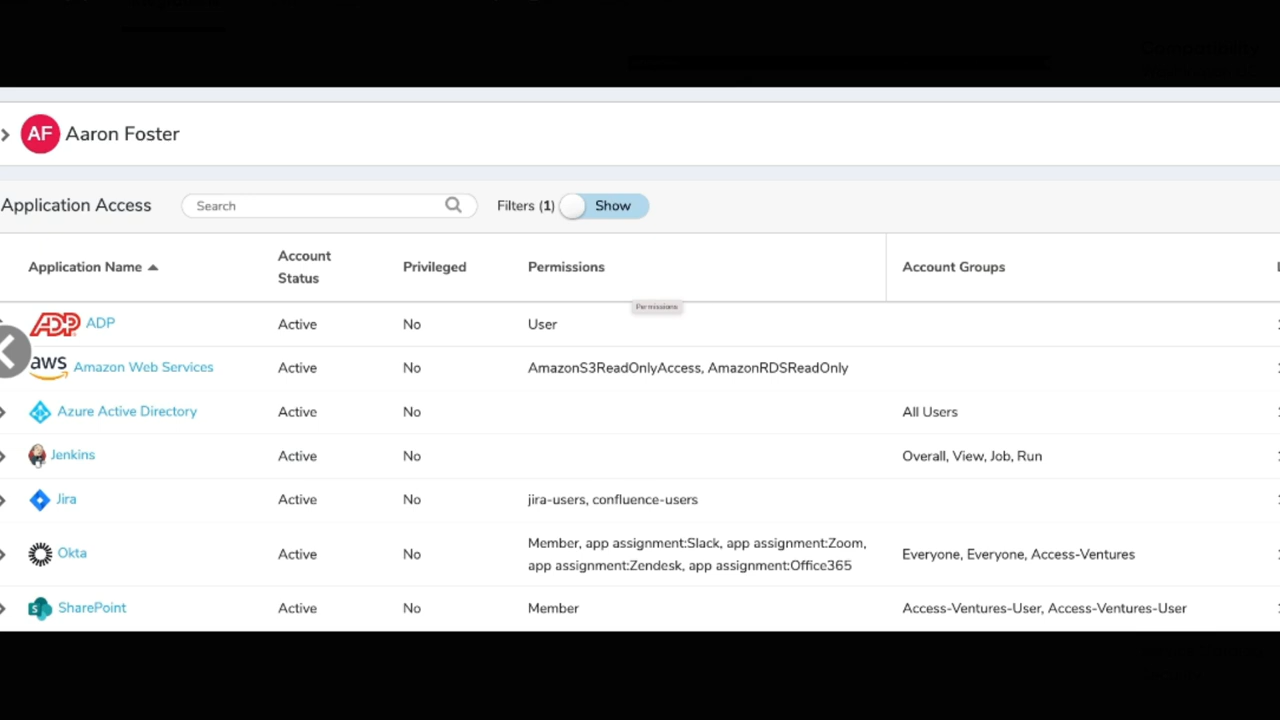 AF Aaron Foster
Application Access Search Filters (1) Show
Application Name Account Status Privileged Permissions Account Groups
Permissions
ADP ADP Active No User
aws Amazon Web Services Active No AmazonS3ReadOnlyAccess, AmazonRDSReadOnly
Azure Active Directory Active No All Users
Jenkins Active No Overall, View, Job, Run
Jira Active No jira-users, confluence-users
Okta Active No Member, app assignment:Slack, app assignment:Zoom, app assignment:Zendesk, app assignment:Office365 Everyone, Everyone, Access-Ventures
S SharePoint Active No Member Access-Ventures-User, Access-Ventures-User